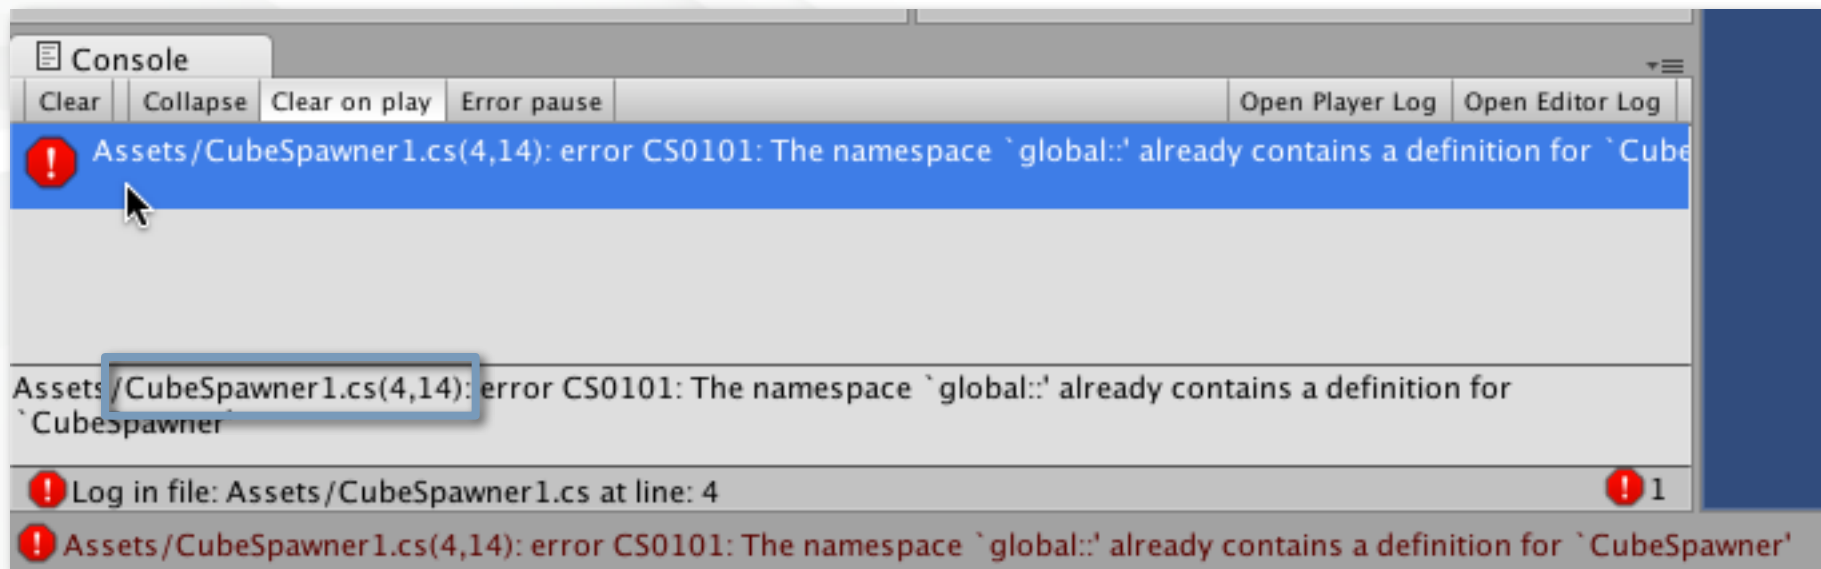 Console
Clear Collapse Clear on play Error pause Open Player Log Open Editor Log
Assets/CubeSpawner1.cs(4,14): error CS0101: The namespace `global::' already contains a definition for `Cube
Assets/CubeSpawner1.cs(4,14): error CS0101: The namespace `global::' already contains a definition for
`CubeSpawner'
Log in file: Assets/CubeSpawner1.cs at line: 4 1
Assets/CubeSpawner1.cs(4,14): error CS0101: The namespace `global::' already contains a definition for `CubeSpawner'